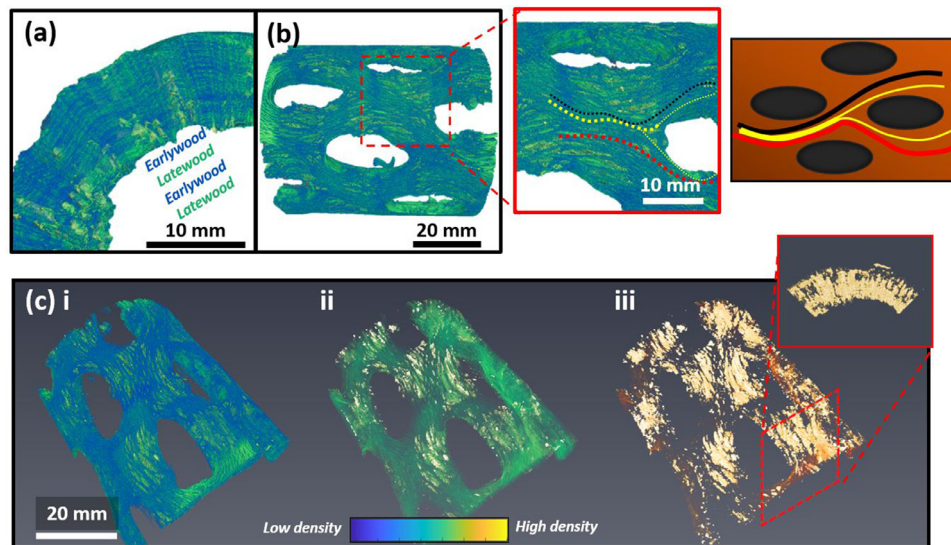 (a)
Earlywood
Latewood
Earlywood
Latewood
10 mm
(b)
20 mm
10 mm
(c) i
ii
iii
20 mm
Low density
High density